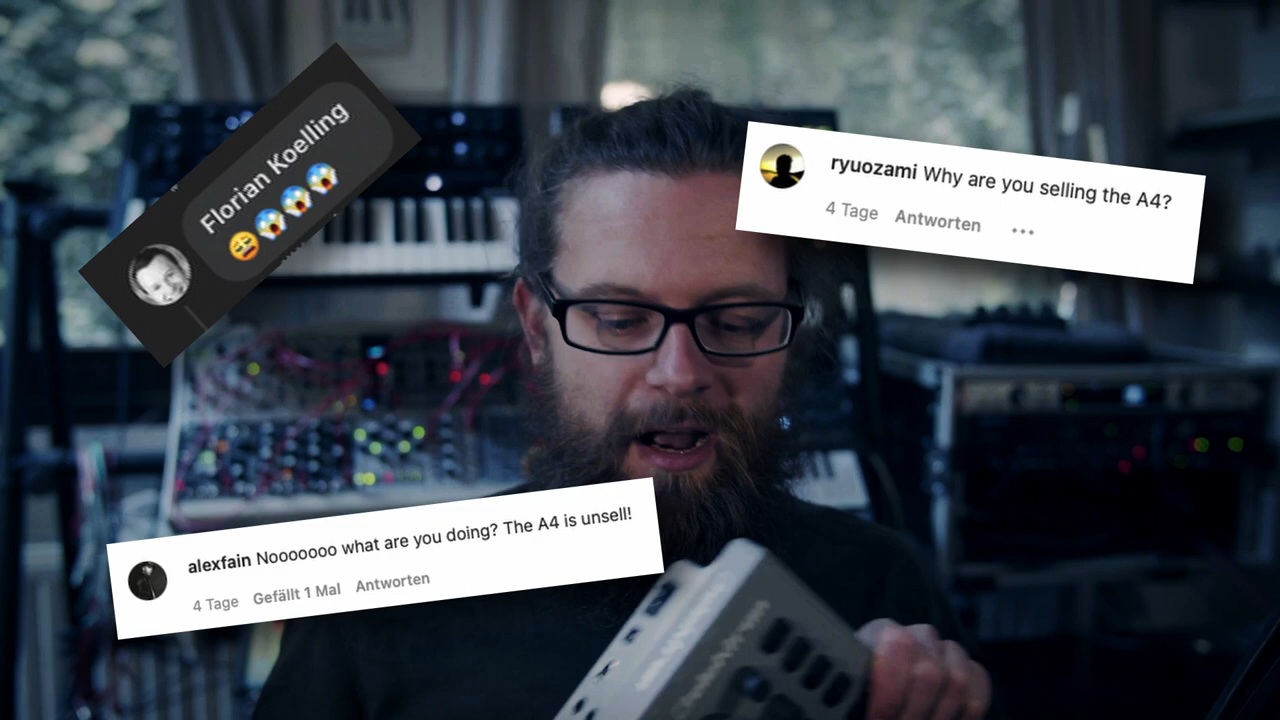 Florian Koelling
😩😱😱😱
ryuozami Why are you selling the A4?
4 Tage Antworten •••
alexfain Nooooooo what are you doing? The A4 is unsell!
4 Tage Gefällt 1 Mal Antworten